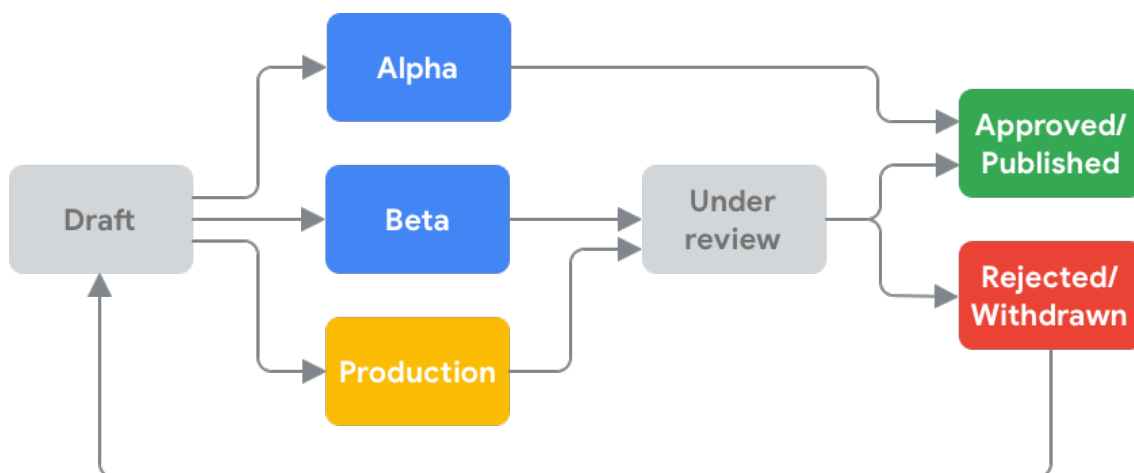 Alpha
Approved/
Published
Draft
Beta
Under
review
Rejected/
Withdrawn
Production